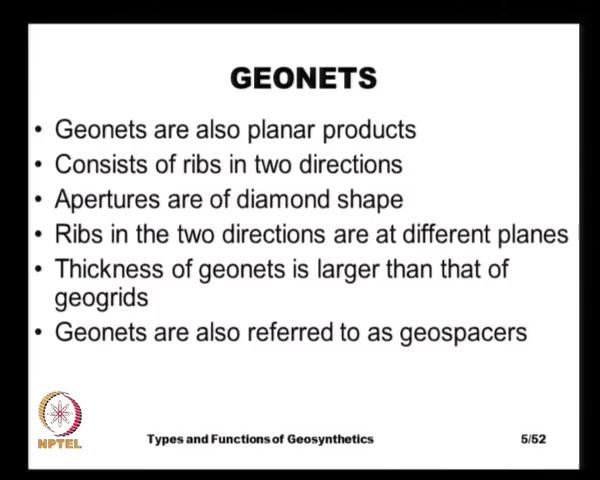 GEONETS
• Geonets are also planar products
• Consists of ribs in two directions
• Apertures are of diamond shape
• Ribs in the two directions are at different planes
• Thickness of geonets is larger than that of
geogrids
• Geonets are also referred to as geospacers
NPTEL
Types and Functions of Geosynthetics
5/52